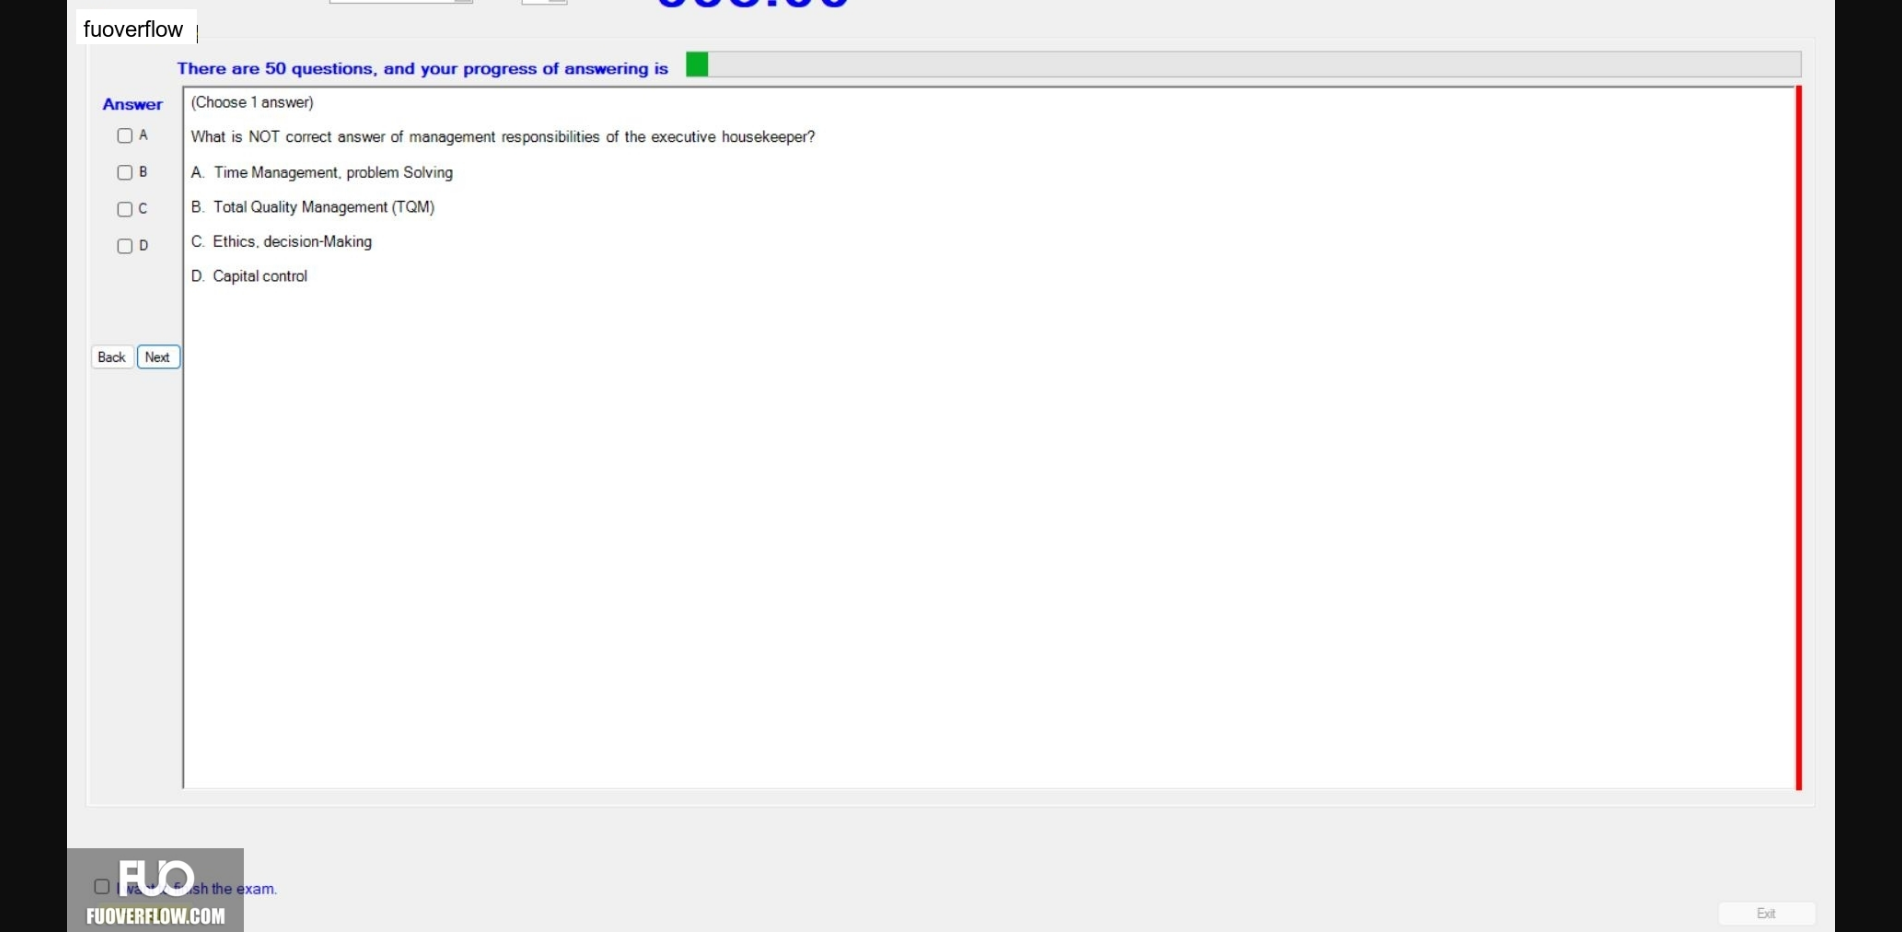 fuoverflow
There are 50 questions, and your progress of answering is
Answer
(Choose 1 answer)
A
What is NOT correct answer of management responsibilities of the executive housekeeper?
B
A. Time Management, problem Solving
C
B. Total Quality Management (TQM)
D
C. Ethics, decision-Making
D. Capital control
Back Next
FUO
sh the exam.
FUOVERFLOW.COM
Exit